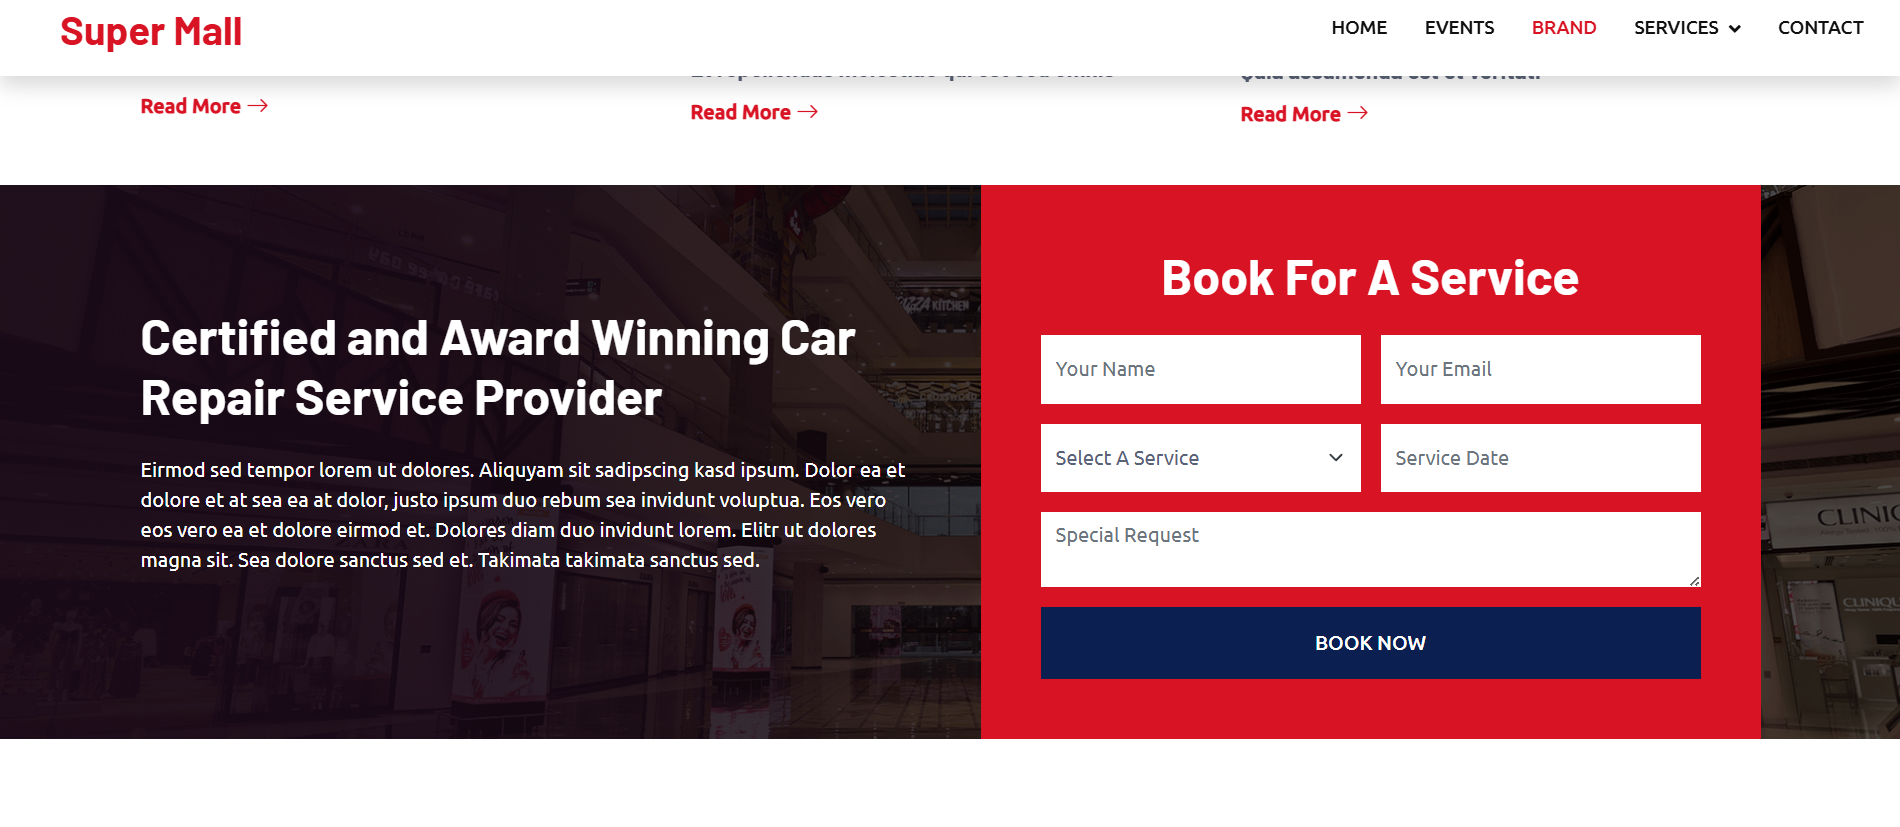 Super Mall
HOME EVENTS BRAND SERVICES CONTACT
Read More
Read More
Read More
Certified and Award Winning Car
Repair Service Provider
Eirmod sed tempor lorem ut dolores. Aliquyam sit sadipscing kasd ipsum. Dolor ea et
dolore et at sea ea at dolor, justo ipsum duo rebum sea invidunt voluptua. Eos vero
eos vero ea et dolore eirmod et. Dolores diam duo invidunt lorem. Elitr ut dolores
magna sit. Sea dolore sanctus sed et. Takimata takimata sanctus sed.
Book For A Service
Your Name
Your Email
Select A Service
Service Date
Special Request
BOOK NOW
KITCHEN
CROSSWORD
CLINIQ
CLINIQU